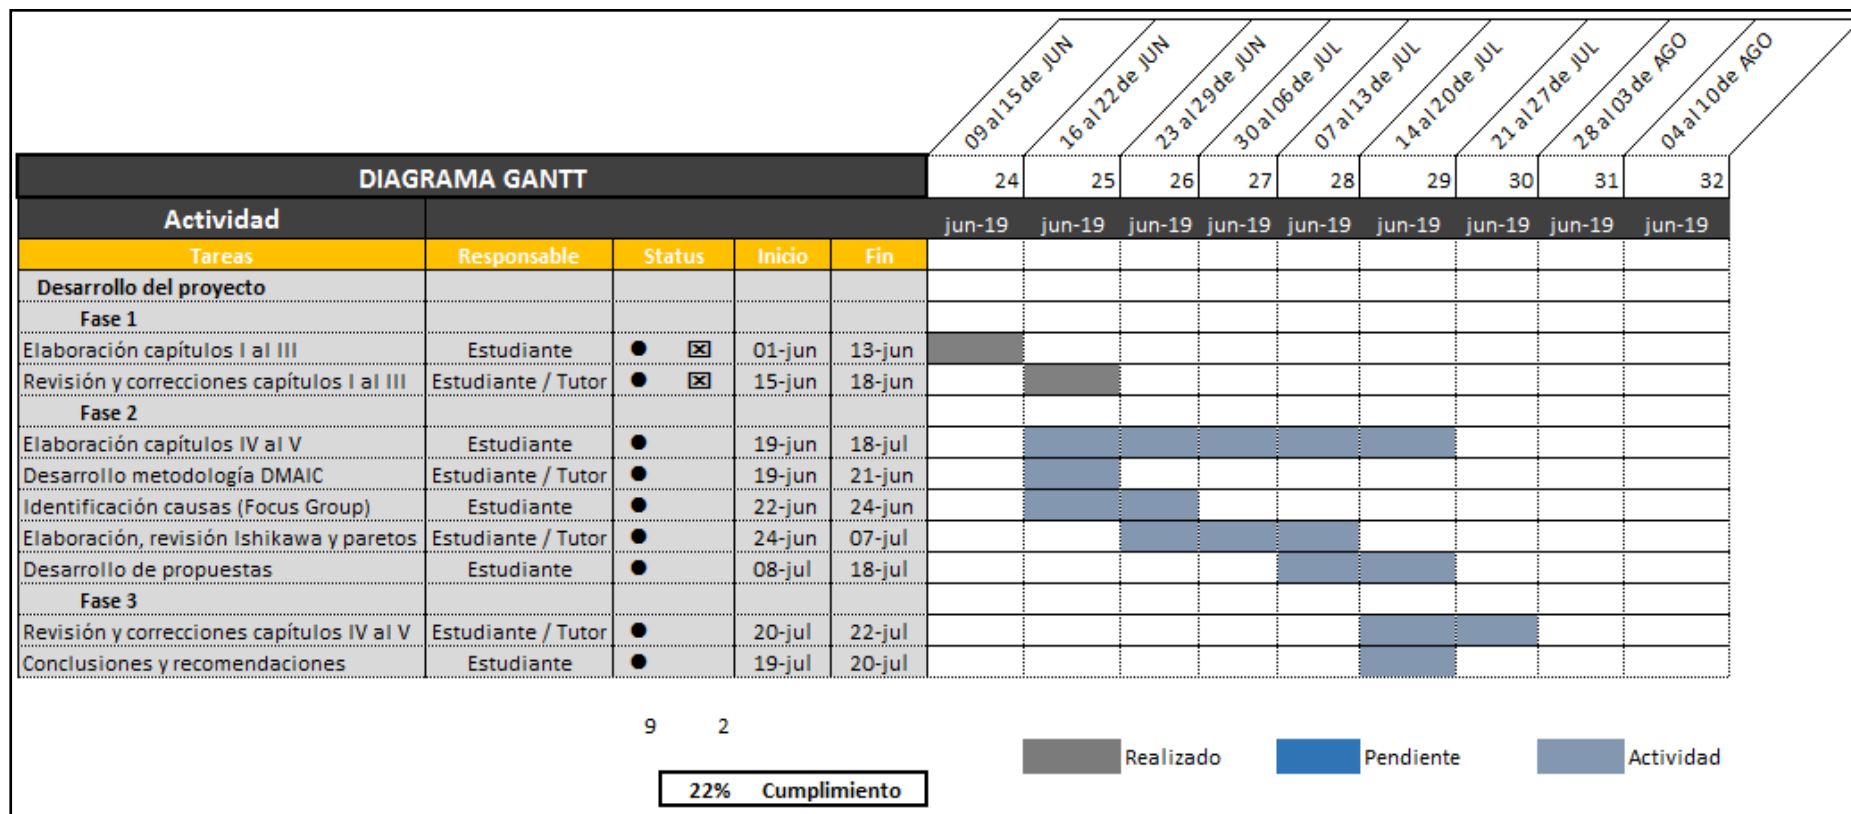 09 al 15 de JUN
16 al 22 de JUN
23 al 29 de JUN
30 al 06 de JUL
07 al 13 de JUL
14 al 20 de JUL
21 al 27 de JUL
28 al 03 de AGO
04 al 10 de AGO
DIAGRAMA GANTT 24 25 26 27 28 29 30 31 32
Actividad jun-19 jun-19 jun-19 jun-19 jun-19 jun-19 jun-19 jun-19 jun-19
Tareas Responsable Status Inicio Fin
Desarrollo del proyecto
Fase 1
Elaboración capítulos I al III Estudiante ● ☒ 01-jun 13-jun
Revisión y correcciones capítulos I al III Estudiante / Tutor ● ☒ 15-jun 18-jun
Fase 2
Elaboración capítulos IV al V Estudiante ● 19-jun 18-jul
Desarrollo metodología DMAIC Estudiante / Tutor ● 19-jun 21-jun
Identificación causas (Focus Group) Estudiante ● 22-jun 24-jun
Elaboración, revisión Ishikawa y paretos Estudiante / Tutor ● 24-jun 07-jul
Desarrollo de propuestas Estudiante ● 08-jul 18-jul
Fase 3
Revisión y correcciones capítulos IV al V Estudiante / Tutor ● 20-jul 22-jul
Conclusiones y recomendaciones Estudiante ● 19-jul 20-jul
9 2
Realizado Pendiente Actividad
22% Cumplimiento